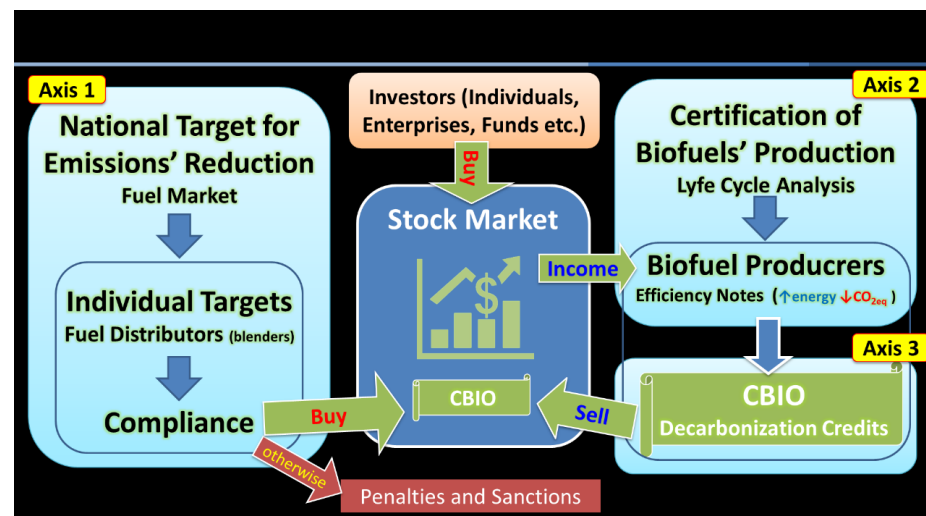 Axis 1
National Target for
Emissions’ Reduction
Fuel Market
Individual Targets
Fuel Distributors (blenders)
Compliance
otherwise
Penalties and Sanctions
Buy
Investors (Individuals,
Enterprises, Funds etc.)
Buy
Stock Market
$
CBIO
Income
Sell
Axis 2
Certification of
Biofuels’ Production
Lyfe Cycle Analysis
Biofuel Producrers
Efficiency Notes (↑energy ↓CO2eq )
Axis 3
CBIO
Decarbonization Credits